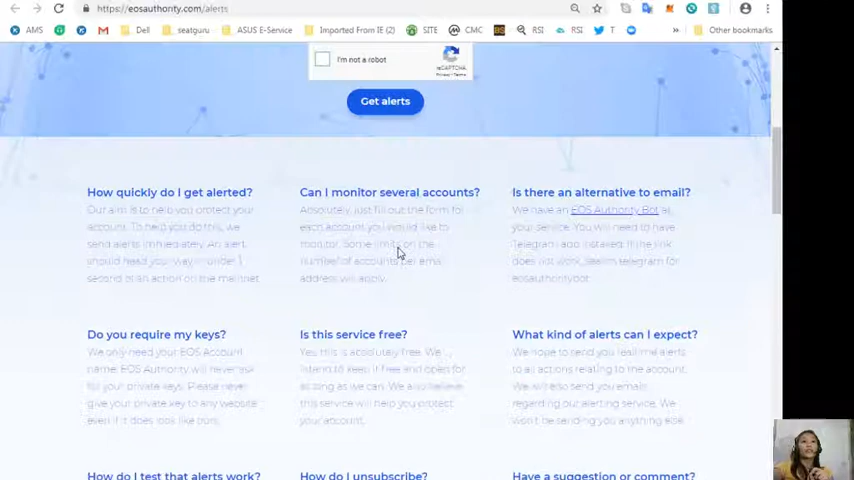 https://eosauthority.com/alerts
AMS
Dell
seatguru
ASUS E-Service
Imported From IE (2)
SITE
CMC
RSI
RSI
T
Other bookmarks
I'm not a robot
reCAPTCHA
Privacy - Terms
Get alerts
How quickly do I get alerted?
Our aim is to help you protect your
account. To help you do this, we
send alerts immediately. An alert
should head your way in under 1
second of an action on the mainnet.
Can I monitor several accounts?
Absolutely, just fill out the form for
each account you would like to
monitor. Some limits on the
number of accounts per email
address will apply.
Is there an alternative to email?
We have an EOS Authority Bot at
your service. You will need to have
Telegram app installed. If the link
does not work, search telegram for
eosauthoritybot.
Do you require my keys?
We only need your EOS Account
name. EOS Authority will never ask
for your private keys. Please never
give your private key to any website
even if it does look like ours.
Is this service free?
Yes, this is absolutely free. We
intend to keep it free and open for
as long as we can. We also believe
this service will help you protect
your account.
What kind of alerts can I expect?
We hope to send you realtime alerts
to all actions relating to the account.
We will also send you emails
regarding our alerting service. We
won't be sending you anything else.
How do I test that alerts work?
How do I unsubscribe?
Have a suggestion or comment?